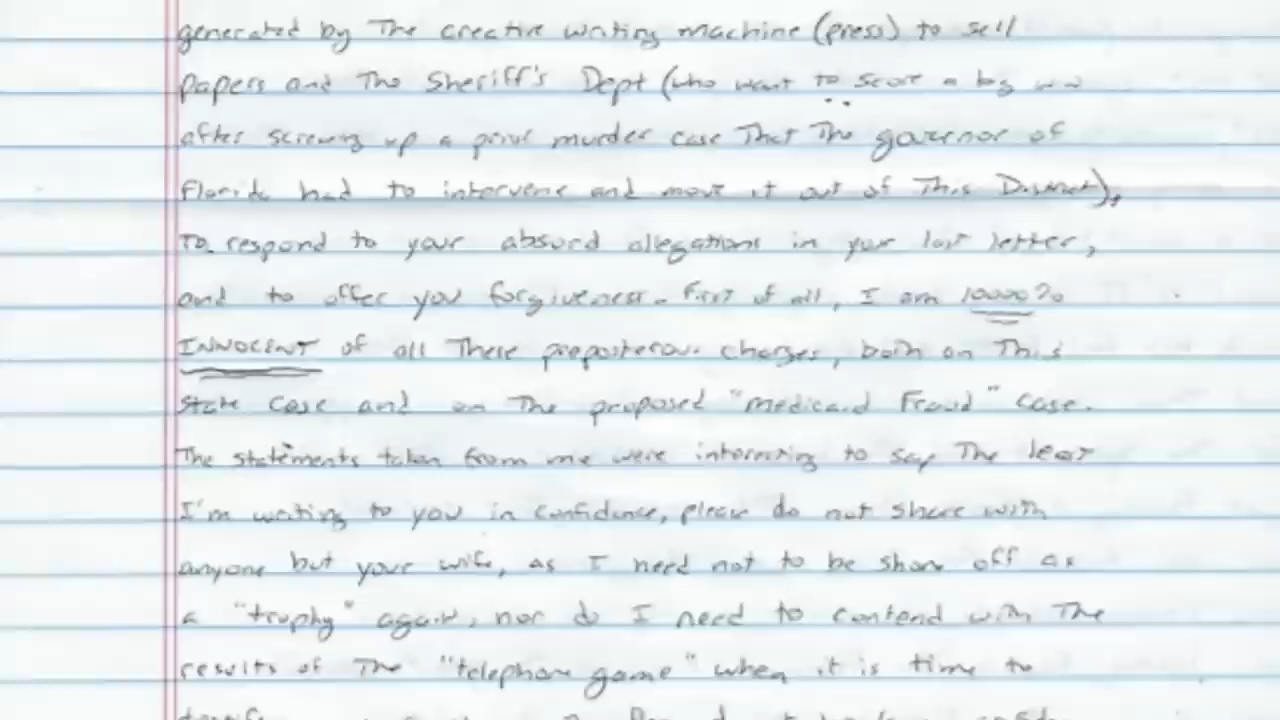 generated by The creative writing machine (press) to sell
papers and The Sheriff's Dept (who want to score a big win
after screwing up a prior murder case That The governor of
Florida had to intervene and move it out of This District),
To respond to your absurd allegations in your last letter,
and to offer you forgiveness. First of all, I am 10000%
INNOCENT of all These preposterous charges, both on This
state case and on The proposed "Medicaid Fraud" case.
The statements taken from me were interesting to say The least
I'm writing to you in confidence, please do not share with
anyone but your wife, as I need not to be shown off as
a "trophy" again, nor do I need to contend with The
results of The "telephone game" when it is time to